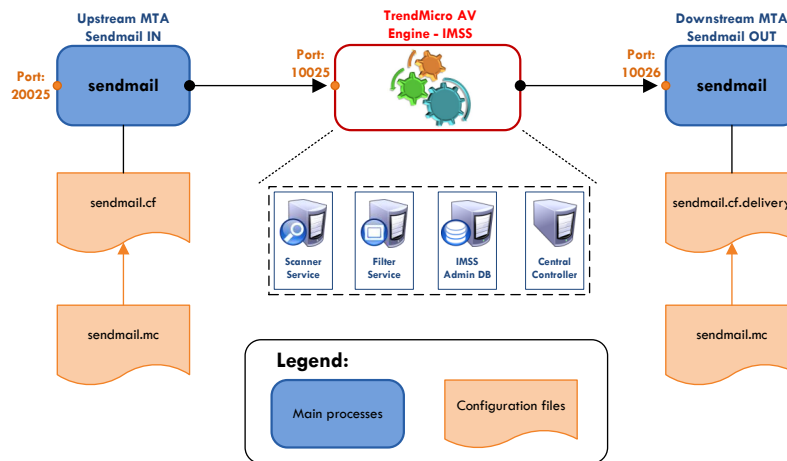 Upstream MTA
Sendmail IN
TrendMicro AV
Engine - IMSS
Downstream MTA
Sendmail OUT
Port:
20025
sendmail
Port:
10025
Port:
10026
sendmail
sendmail.cf
sendmail.cf.delivery
Scanner
Service
Filter
Service
IMSS
Admin DB
Central
Controller
sendmail.mc
sendmail.mc
Legend:
Main processes
Configuration files